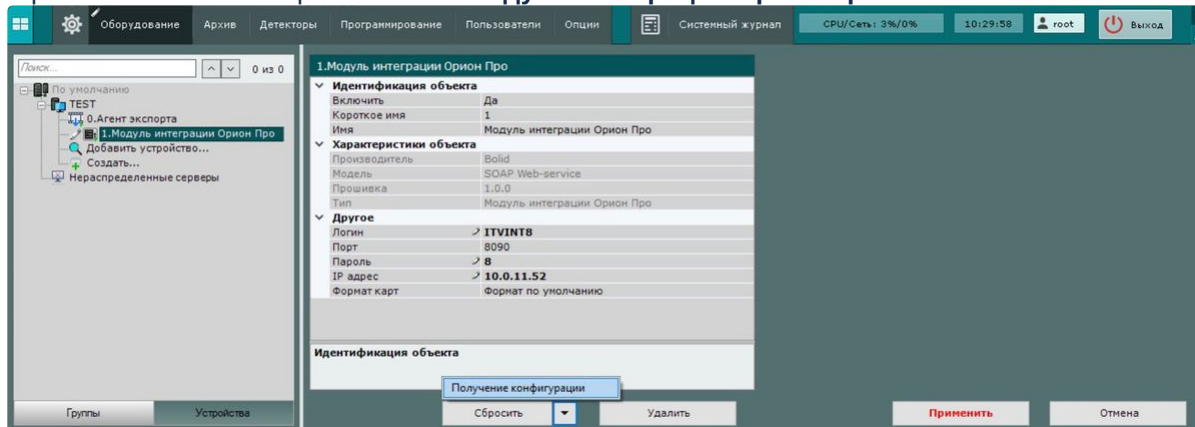 Оборудование Архив Детекторы Программирование Пользователи Опции Системный журнал CPU/Сеть: 3%/0% 10:29:58 root Выход
Поиск... 0 из 0
По умолчанию
TEST
0.Агент экспорта
1.Модуль интеграции Орион Про
Добавить устройство...
Создать...
Нераспределенные серверы
1.Модуль интеграции Орион Про
Идентификация объекта
Включить Да
Короткое имя 1
Имя Модуль интеграции Орион Про
Характеристики объекта
Производитель Bolid
Модель SOAP Web-service
Прошивка 1.0.0
Тип Модуль интеграции Орион Про
Другое
Логин ITVINT8
Порт 8090
Пароль 8
IP адрес 10.0.11.52
Формат карт Формат по умолчанию
Идентификация объекта
Получение конфигурации
Группы Устройства Сбросить Удалить Применить Отмена